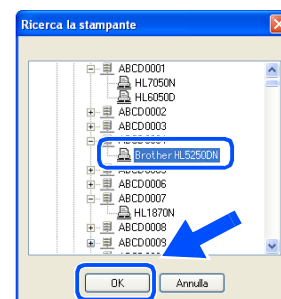 Ricerca la stampante
ABCD0001
HL7050N
HL6050D
ABCD0002
ABCD0003
Brother HL5250DN
ABCD0006
ABCD0007
HL1870N
ABCD0008
ABCD0009
OK
Annulla